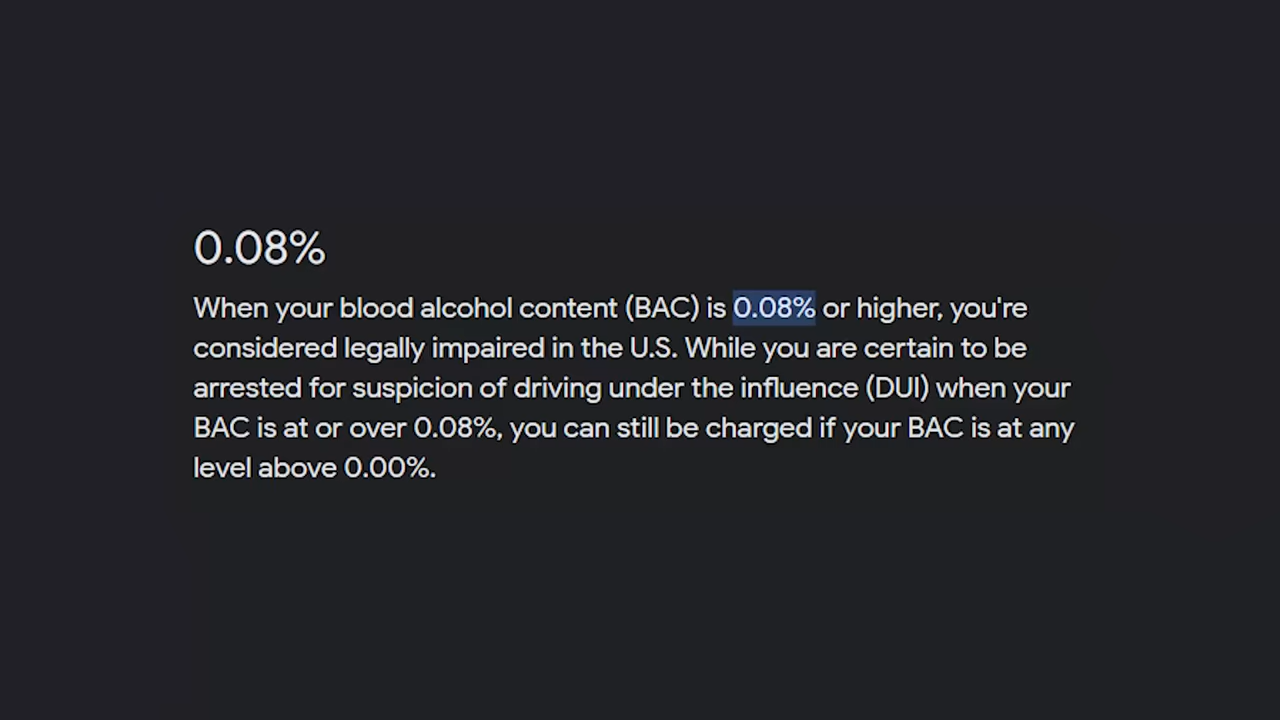 0.08%
When your blood alcohol content (BAC) is 0.08% or higher, you're
considered legally impaired in the U.S. While you are certain to be
arrested for suspicion of driving under the influence (DUI) when your
BAC is at or over 0.08%, you can still be charged if your BAC is at any
level above 0.00%.